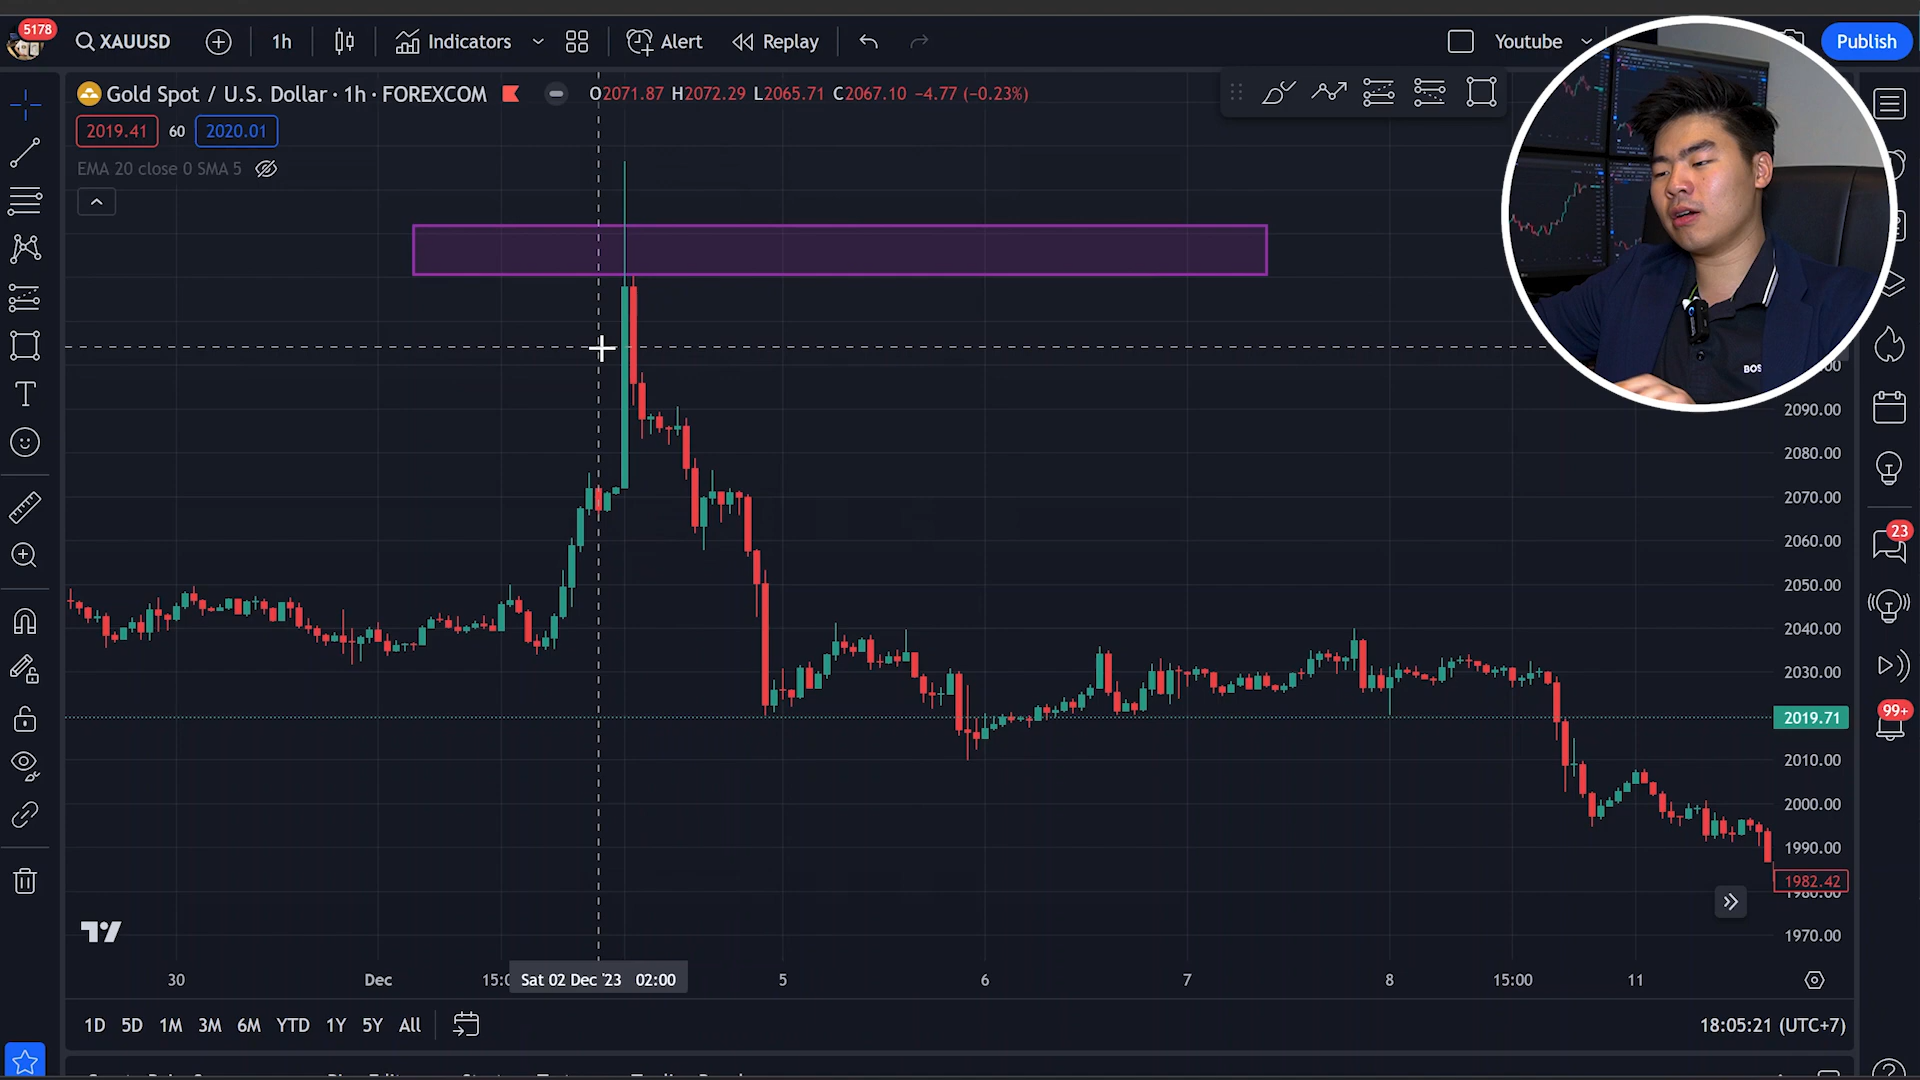 5178
XAUUSD
1h
Indicators
Alert
Replay
Youtube
Publish
Gold Spot / U.S. Dollar · 1h · FOREXCOM
O2071.87 H2072.29 L2065.71 C2067.10 −4.77 (−0.23%)
2019.41 60 2020.01
EMA 20 close 0 SMA 5
BOS
2090.00
2080.00
2070.00
2060.00
23
2050.00
2040.00
2030.00
99+
2019.71
2010.00
2000.00
1990.00
1982.42
1980.00
1970.00
30 Dec Sat 02 Dec '23 02:00 5 6 7 8 15:00 11
1D 5D 1M 3M 6M YTD 1Y 5Y All
18:05:21 (UTC+7)